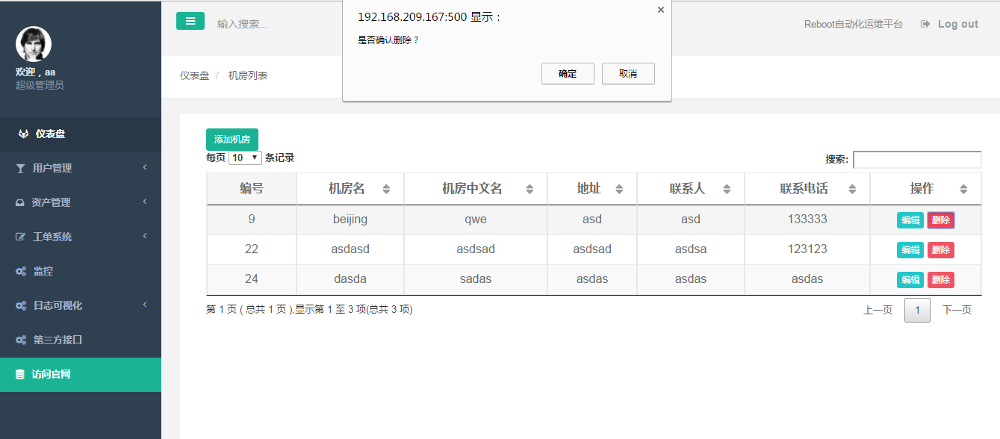 192.168.209.167:500 显示：
是否确认删除？
确定 取消
输入搜索...
Reboot自动化运维平台 Log out
欢迎，aa
超级管理员
仪表盘
用户管理
资产管理
工单系统
监控
日志可视化
第三方接口
访问官网
仪表盘 / 机房列表
添加机房
每页 10 条记录
搜索:
编号 机房名 机房中文名 地址 联系人 联系电话 操作
9 beijing qwe asd asd 133333 编辑 删除
22 asdasd asdsad asdsad asdsa 123123 编辑 删除
24 dasda sadas asdas asdas asdas 编辑 删除
第 1 页 ( 总共 1 页 ),显示第 1 至 3 项(总共 3 项)
上一页 1 下一页